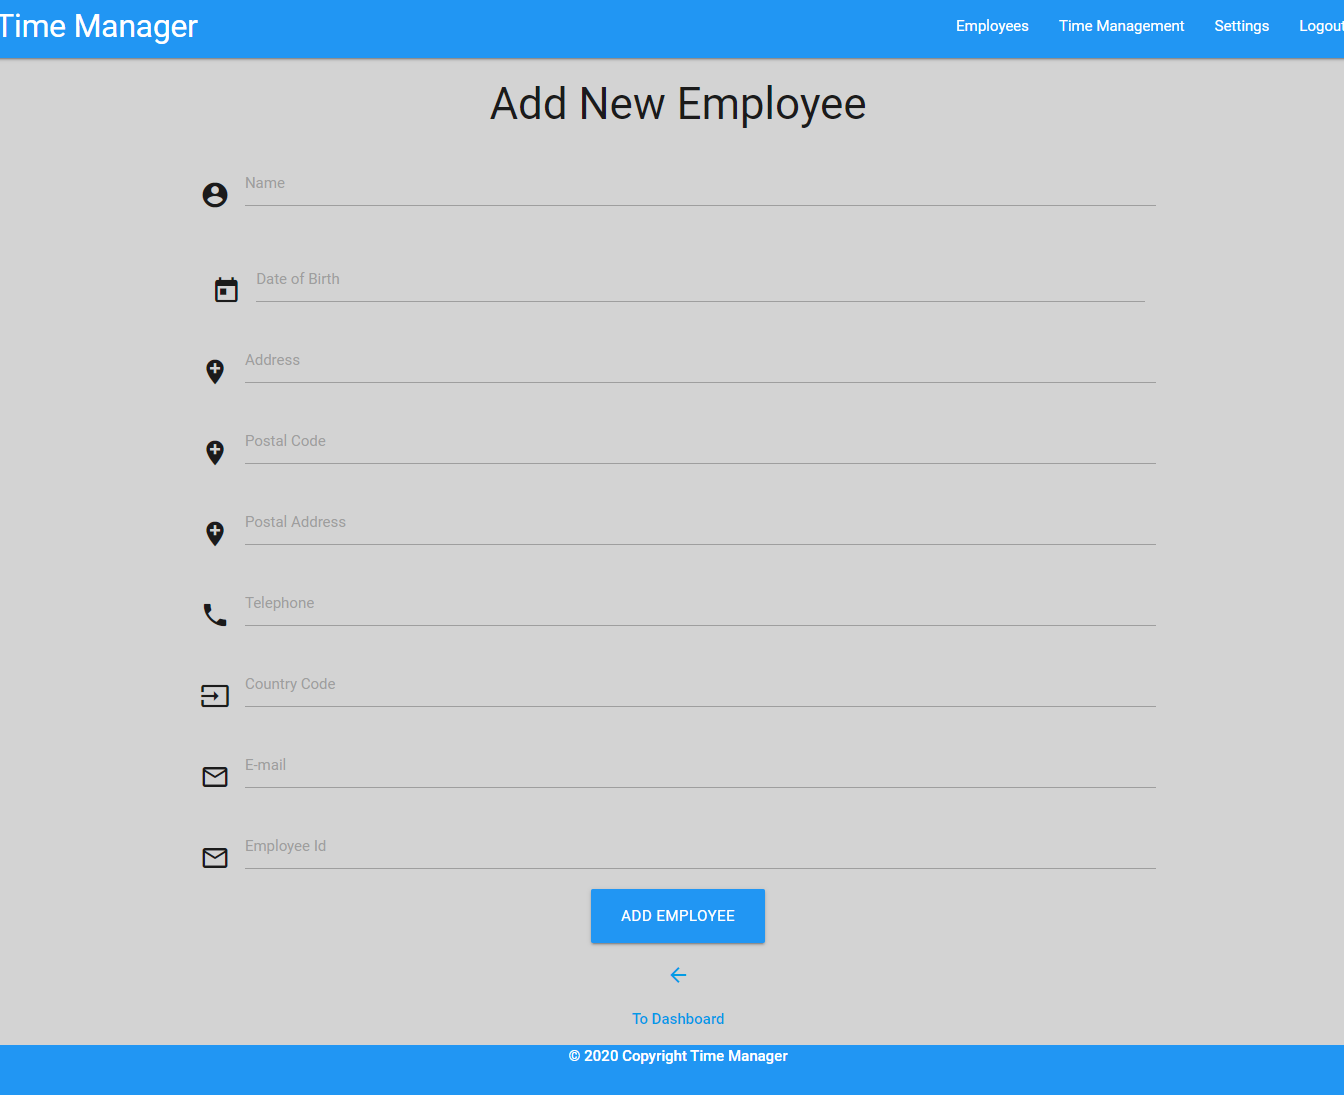 Time Manager
Employees Time Management Settings Logout
Add New Employee
Name
Date of Birth
Address
Postal Code
Postal Address
Telephone
Country Code
E-mail
Employee Id
ADD EMPLOYEE
To Dashboard
© 2020 Copyright Time Manager